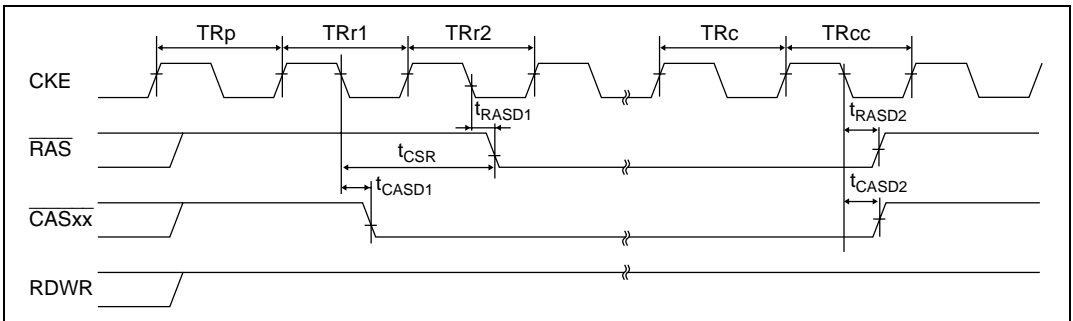 TRp TRr1 TRr2 TRc TRcc
CKE
tRASD1 tRASD2
RAS
tCSR
tCASD1 tCASD2
CASxx
RDWR